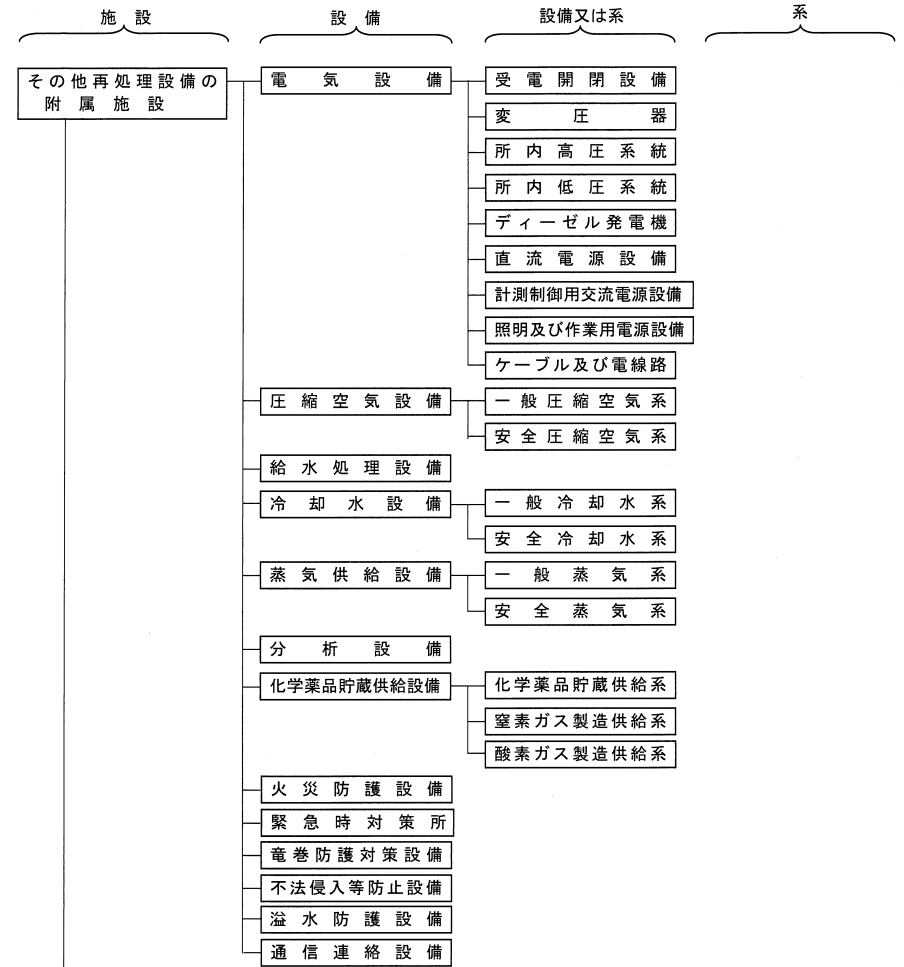 施設
設備
設備又は系
系
その他再処理設備の
附属施設
電気設備
受電開閉設備
変圧器
所内高圧系統
所内低圧系統
ディーゼル発電機
直流電源設備
計測制御用交流電源設備
照明及び作業用電源設備
ケーブル及び電線路
圧縮空気設備
一般圧縮空気系
安全圧縮空気系
給水処理設備
冷却水設備
一般冷却水系
安全冷却水系
蒸気供給設備
一般蒸気系
安全蒸気系
分析設備
化学薬品貯蔵供給設備
化学薬品貯蔵供給系
窒素ガス製造供給系
酸素ガス製造供給系
火災防護設備
緊急時対策所
竜巻防護対策設備
不法侵入等防止設備
溢水防護設備
通信連絡設備